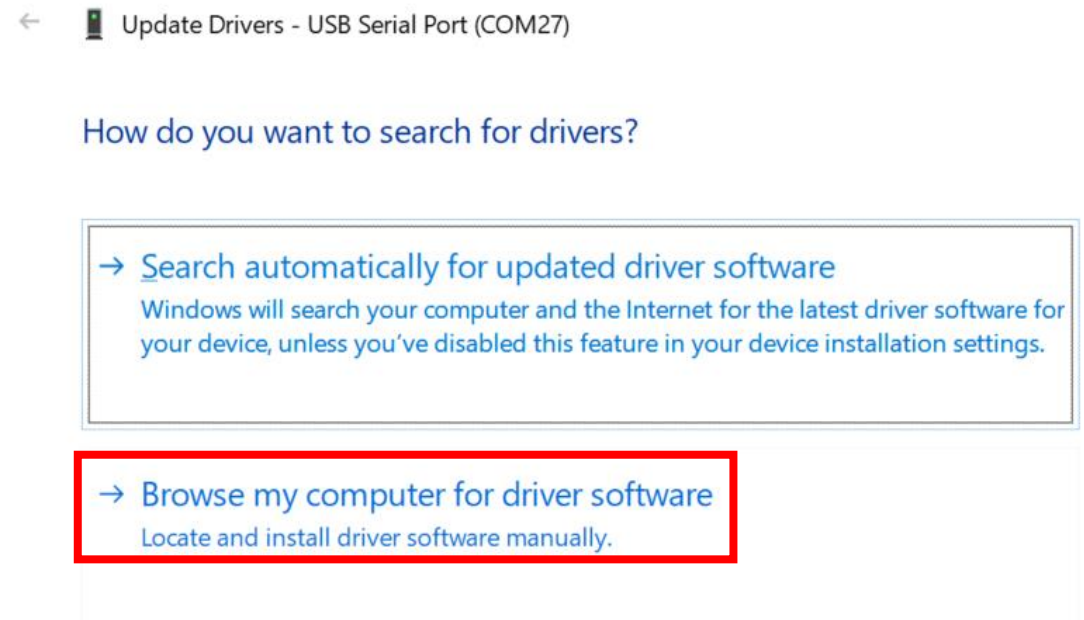 Update Drivers - USB Serial Port (COM27)
How do you want to search for drivers?
Search automatically for updated driver software
Windows will search your computer and the Internet for the latest driver software for
your device, unless you've disabled this feature in your device installation settings.
Browse my computer for driver software
Locate and install driver software manually.